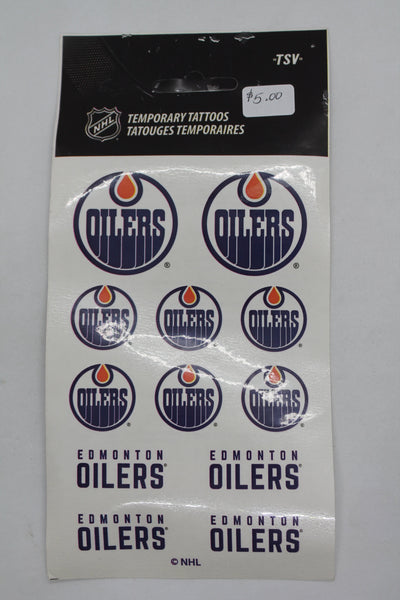 -TSV-
$5.00
NHL
TEMPORARY TATTOOS
TATOUGES TEMPORAIRES
OILERS ® OILERS ®
OILERS ® OILERS ® OILERS ®
OILERS ® OILERS ® OILERS ®
EDMONTON EDMONTON
OILERS® OILERS®
EDMONTON EDMONTON
OILERS® OILERS®
© NHL